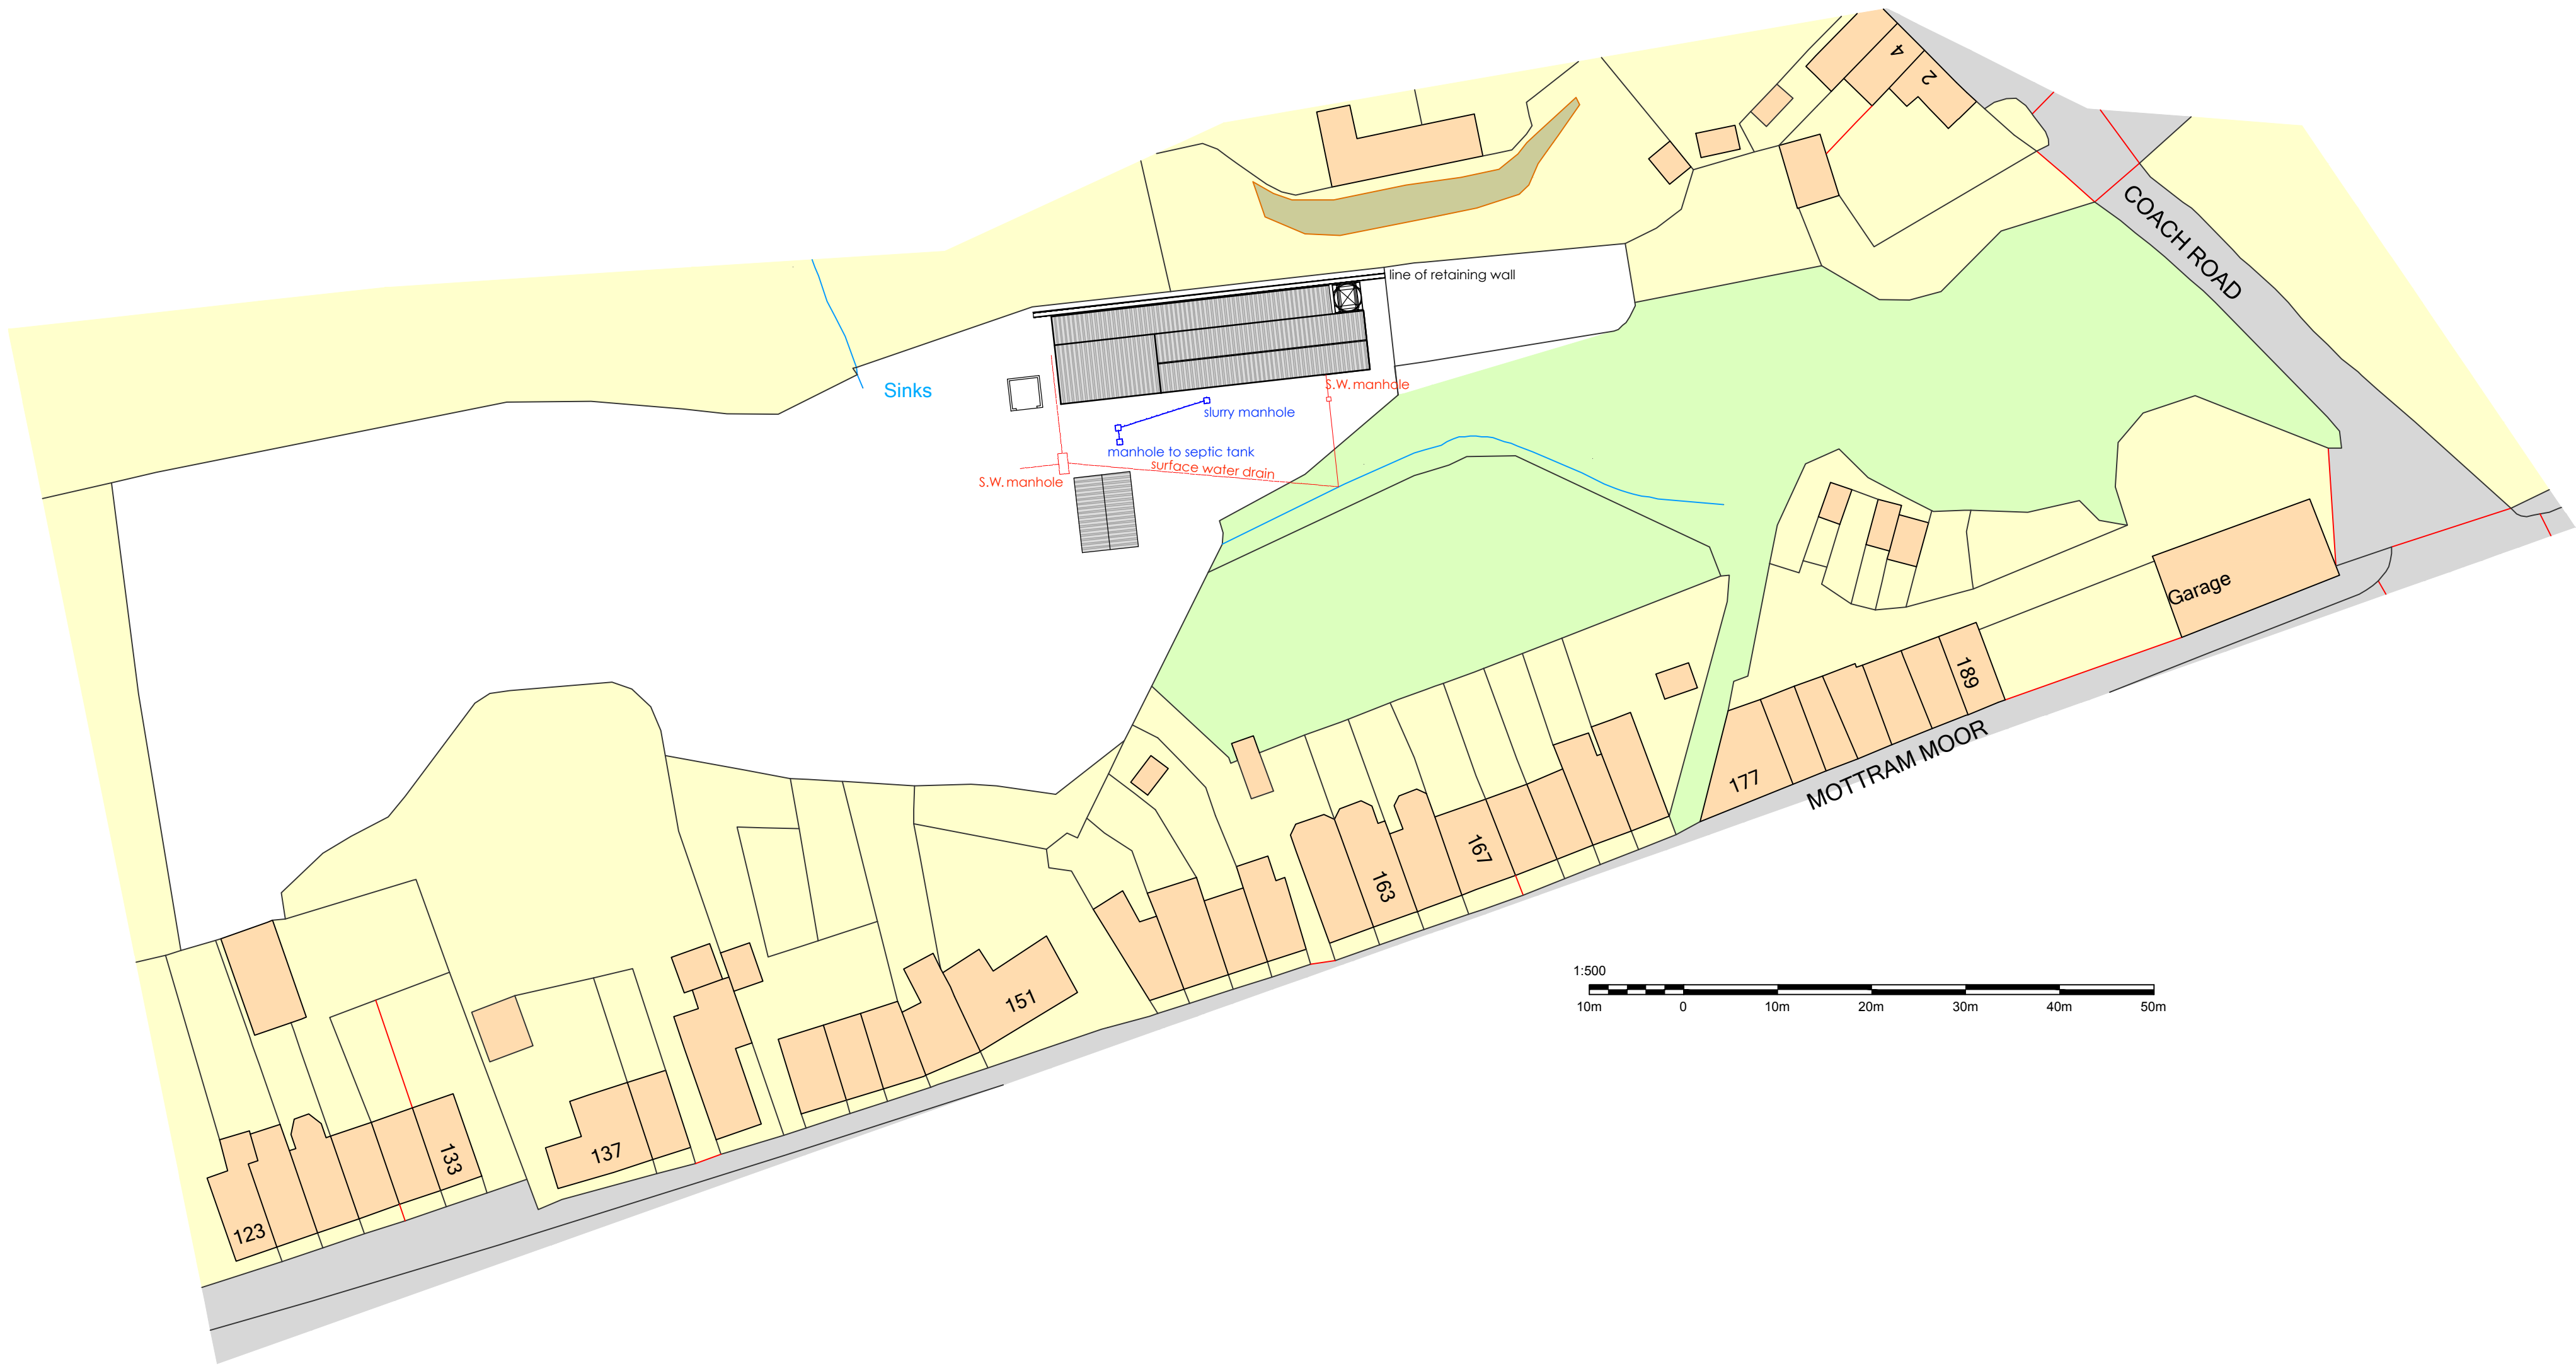 4
2
COACH ROAD
line of retaining wall
Sinks
S.W. manhole
slurry manhole
manhole to septic tank
surface water drain
S.W. manhole
Garage
189
177
MOTTRAM MOOR
167
163
151
137
133
123
1:500
10m 0 10m 20m 30m 40m 50m